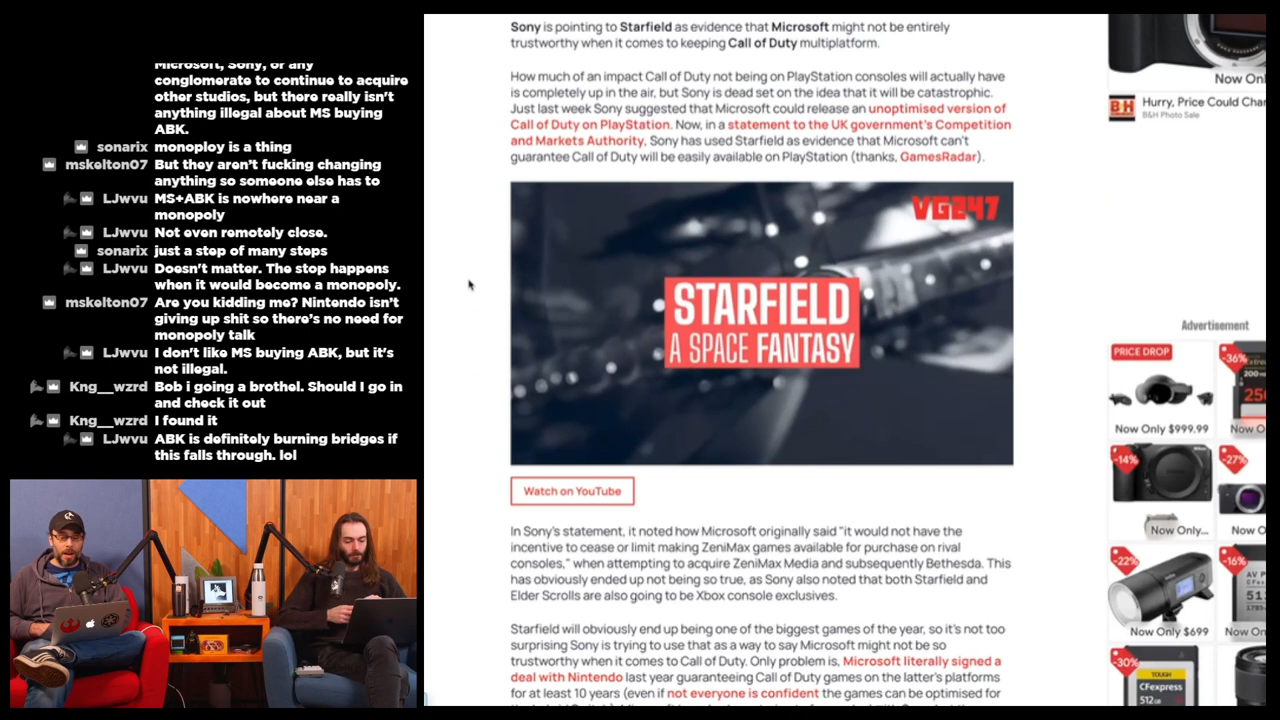 Microsoft, Sony, or any
conglomerate to continue to acquire
other studios, but there really isn't
anything illegal about MS buying
ABK.
sonarix monoploy is a thing
mskelton07 But they aren't fucking changing
anything so someone else has to
LJwvu MS+ABK is nowhere near a
monopoly
LJwvu Not even remotely close.
sonarix just a step of many steps
LJwvu Doesn't matter. The stop happens
when it would become a monopoly.
mskelton07 Are you kidding me? Nintendo isn't
giving up shit so there's no need for
monopoly talk
LJwvu I don't like MS buying ABK, but it's
not illegal.
Kng__wzrd Bob i going a brothel. Should I go in
and check it out
Kng__wzrd I found it
LJwvu ABK is definitely burning bridges if
this falls through. lol
Sony is pointing to Starfield as evidence that Microsoft might not be entirely
trustworthy when it comes to keeping Call of Duty multiplatform.
How much of an impact Call of Duty not being on PlayStation consoles will actually have
is completely up in the air, but Sony is dead set on the idea that it will be catastrophic.
Just last week Sony suggested that Microsoft could release an unoptimised version of
Call of Duty on PlayStation. Now, in a statement to the UK government's Competition
and Markets Authority, Sony has used Starfield as evidence that Microsoft can't
guarantee Call of Duty will be easily available on PlayStation (thanks, GamesRadar).
VG247
STARFIELD
A SPACE FANTASY
Watch on YouTube
In Sony's statement, it noted how Microsoft originally said "it would not have the
incentive to cease or limit making ZeniMax games available for purchase on rival
consoles," when attempting to acquire ZeniMax Media and subsequently Bethesda. This
has obviously ended up not being so true, as Sony also noted that both Starfield and
Elder Scrolls are also going to be Xbox console exclusives.
Starfield will obviously end up being one of the biggest games of the year, so it's not too
surprising Sony is trying to use that as a way to say Microsoft might not be so
trustworthy when it comes to Call of Duty. Only problem is, Microsoft literally signed a
deal with Nintendo last year guaranteeing Call of Duty games on the latter's platforms
for at least 10 years (even if not everyone is confident the games can be optimised for
Now Onl
B&H
Hurry, Price Could Char
B&H Photo Sale
Advertisement
PRICE DROP
-36%
Now Only $999.99
Now O
-14%
-27%
Now Only...
Now O
-22%
-16%
Now Only $699
Now On
-30%
TOUGH
CFexpress
512 GB